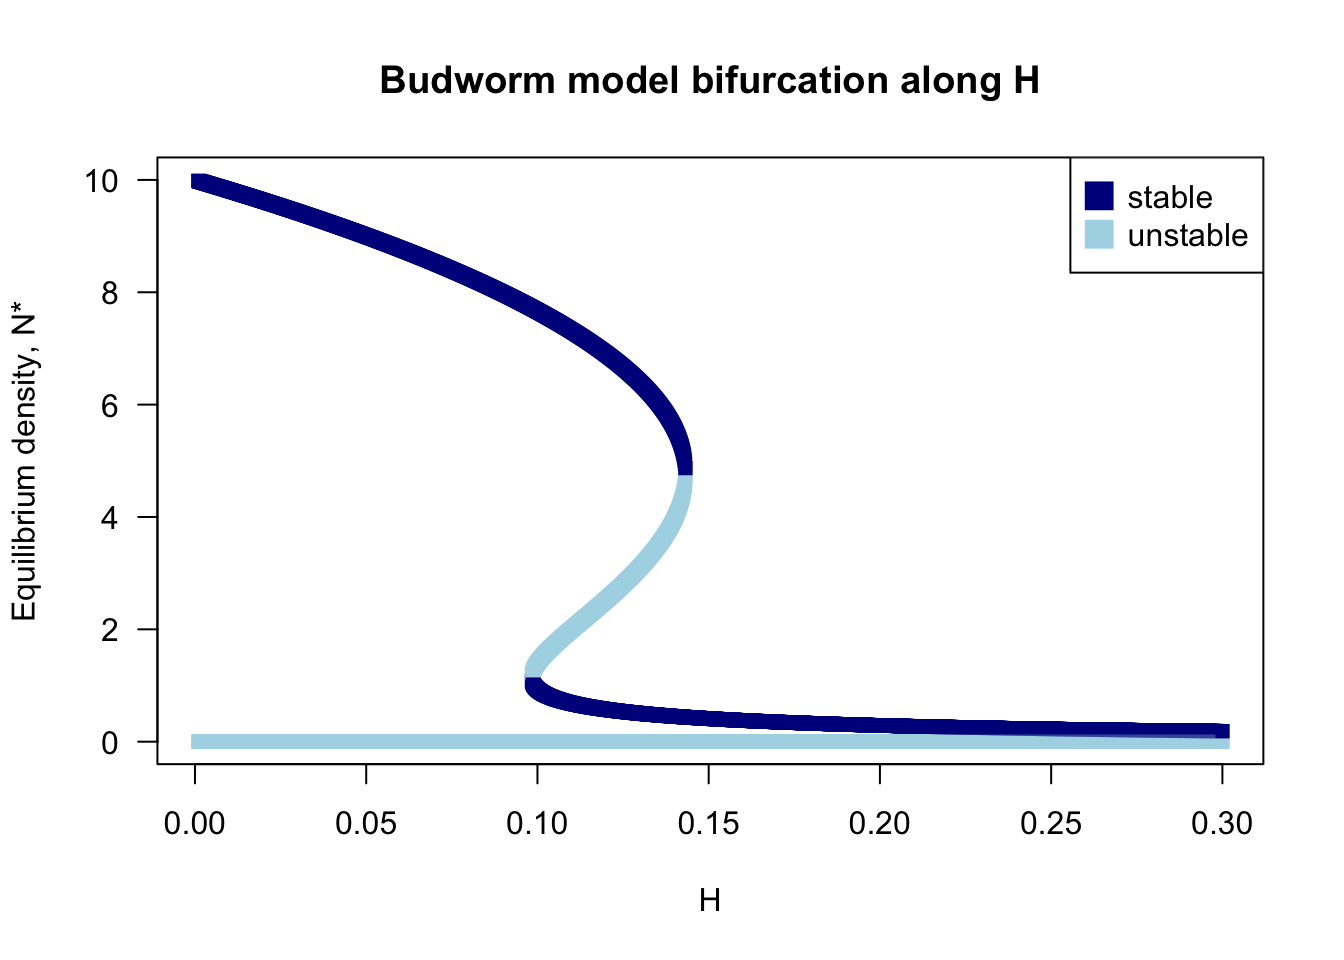 Budworm model bifurcation along H
stable
unstable
Equilibrium density, N*
10
8
6
4
2
0
0.00 0.05 0.10 0.15 0.20 0.25 0.30
H